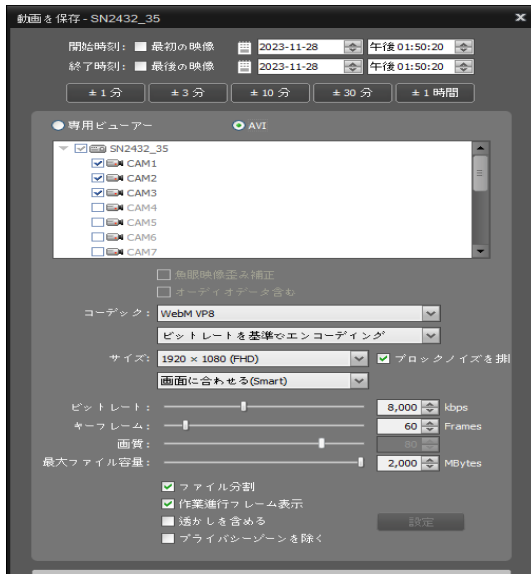 動画を保存 - SN2432_35
開始時刻: 最初の映像 2023-11-28 午後 01:50:20
終了時刻: 最後の映像 2023-11-28 午後 01:50:20
±1分 ±3分 ±10分 ±30分 ±1時間
専用ビューアー AVI
SN2432_35
CAM1
CAM2
CAM3
CAM4
CAM5
CAM6
CAM7
魚眼映像歪み補正
オーディオデータ含む
コーデック: WebM VP8
ビットレートを基準でエンコーディング
サイズ: 1920 × 1080 (FHD) ブロックノイズを排
画面に合わせる(Smart)
ビットレート: 8,000 kbps
キーフレーム: 60 Frames
画質: 80
最大ファイル容量: 2,000 MBytes
ファイル分割
作業進行フレーム表示
透かしを含める 設定
プライバシーゾーンを除く